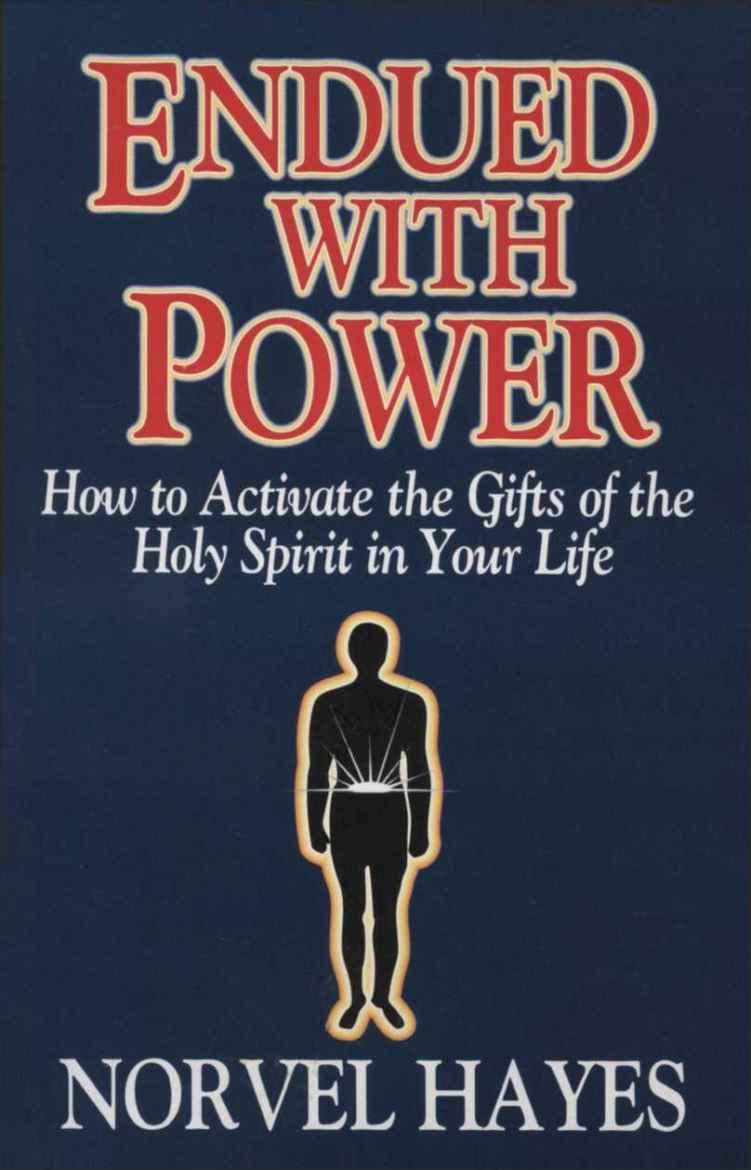 ENDUED
WITH
POWER
How to Activate the Gifts of the
Holy Spirit in Your Life
NORVEL HAYES